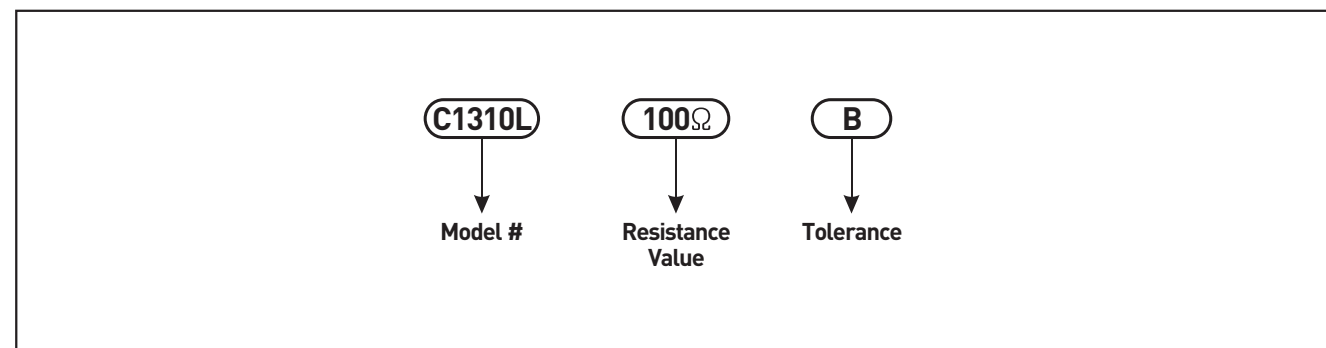 C1310L 100Ω B
Model # Resistance Value Tolerance